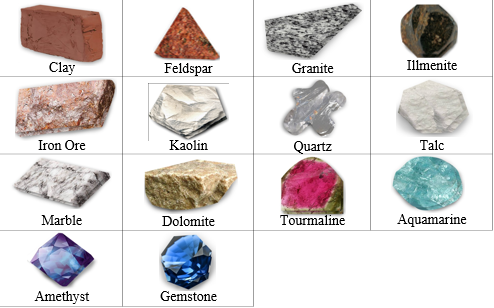 Clay
Feldspar
Granite
Illmenite
Iron Ore
Kaolin
Quartz
Talc
Marble
Dolomite
Tourmaline
Aquamarine
Amethyst
Gemstone